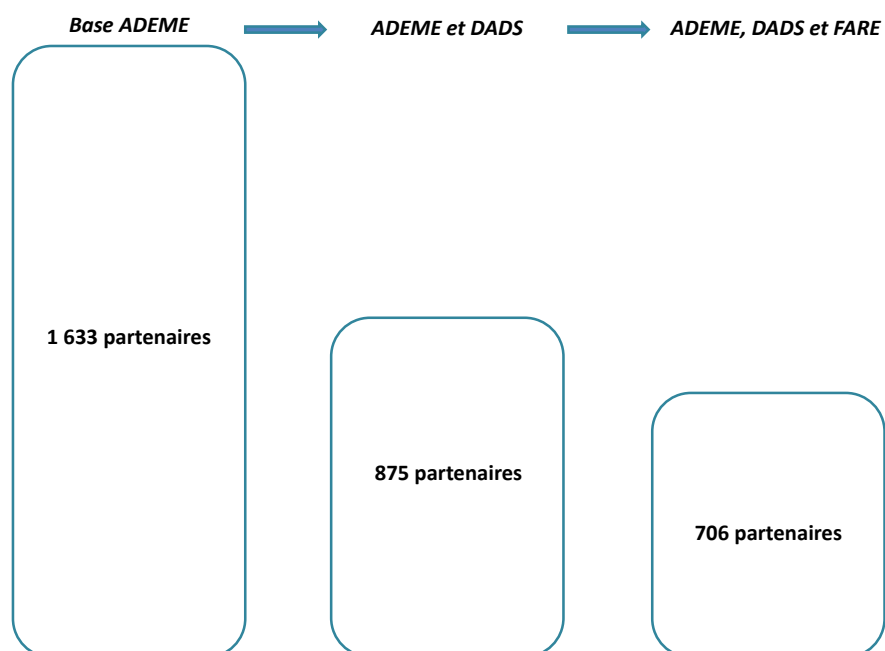 Base ADEME
ADEME et DADS
ADEME, DADS et FARE
1 633 partenaires
875 partenaires
706 partenaires